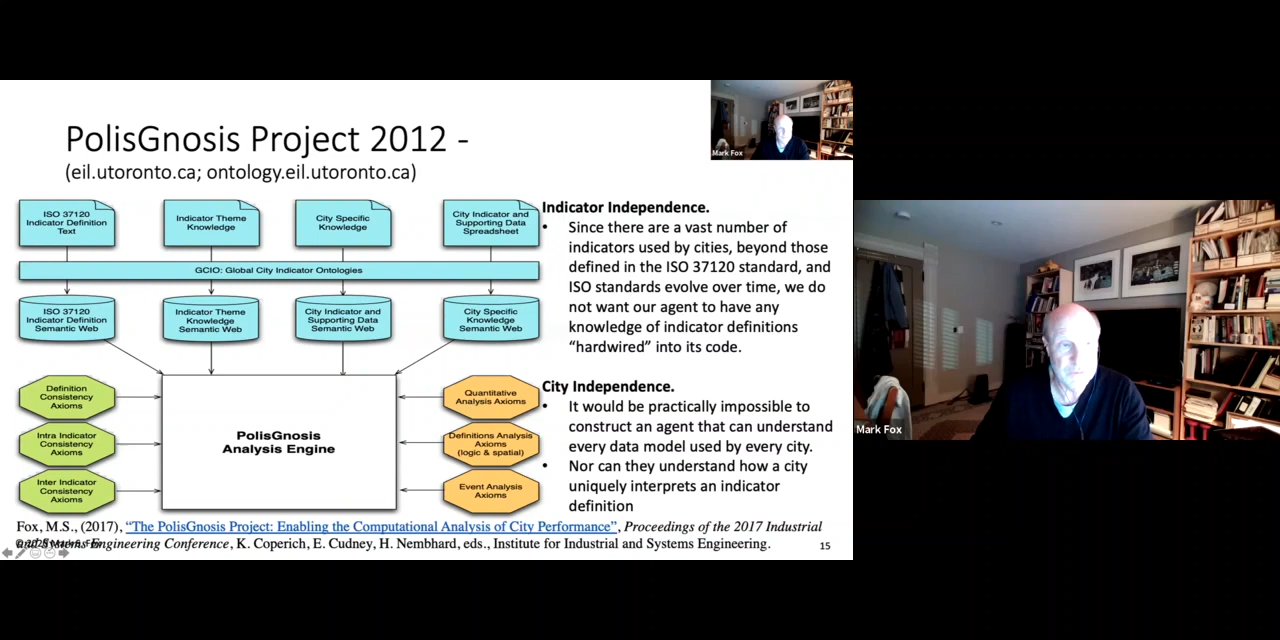 PolisGnosis Project 2012 -
(eil.utoronto.ca; ontology.eil.utoronto.ca)
Mark Fox
ISO 37120
Indicator Definition
Text
Indicator Theme
Knowledge
City Specific
Knowledge
City Indicator and
Supporting Data
Spreadsheet
GCIO: Global City Indicator Ontologies
ISO 37120
Indicator Definition
Semantic Web
Indicator Theme
Knowledge
Semantic Web
City Indicator and
Supporting Data
Semantic Web
City Specific
Knowledge
Semantic Web
Definition
Consistency
Axioms
Intra Indicator
Consistency
Axioms
Inter Indicator
Consistency
Axioms
PolisGnosis
Analysis Engine
Quantitative
Analysis Axioms
Definitions Analysis
Axioms
(logic & spatial)
Event Analysis
Axioms
Indicator Independence.
• Since there are a vast number of
indicators used by cities, beyond those
defined in the ISO 37120 standard, and
ISO standards evolve over time, we do
not want our agent to have any
knowledge of indicator definitions
“hardwired” into its code.
City Independence.
• It would be practically impossible to
construct an agent that can understand
every data model used by every city.
• Nor can they understand how a city
uniquely interprets an indicator
definition
Fox, M.S., (2017), “The PolisGnosis Project: Enabling the Computational Analysis of City Performance”, Proceedings of the 2017 Industrial
and Systems Engineering Conference, K. Coperich, E. Cudney, H. Nembhard, eds., Institute for Industrial and Systems Engineering.
15
Mark Fox